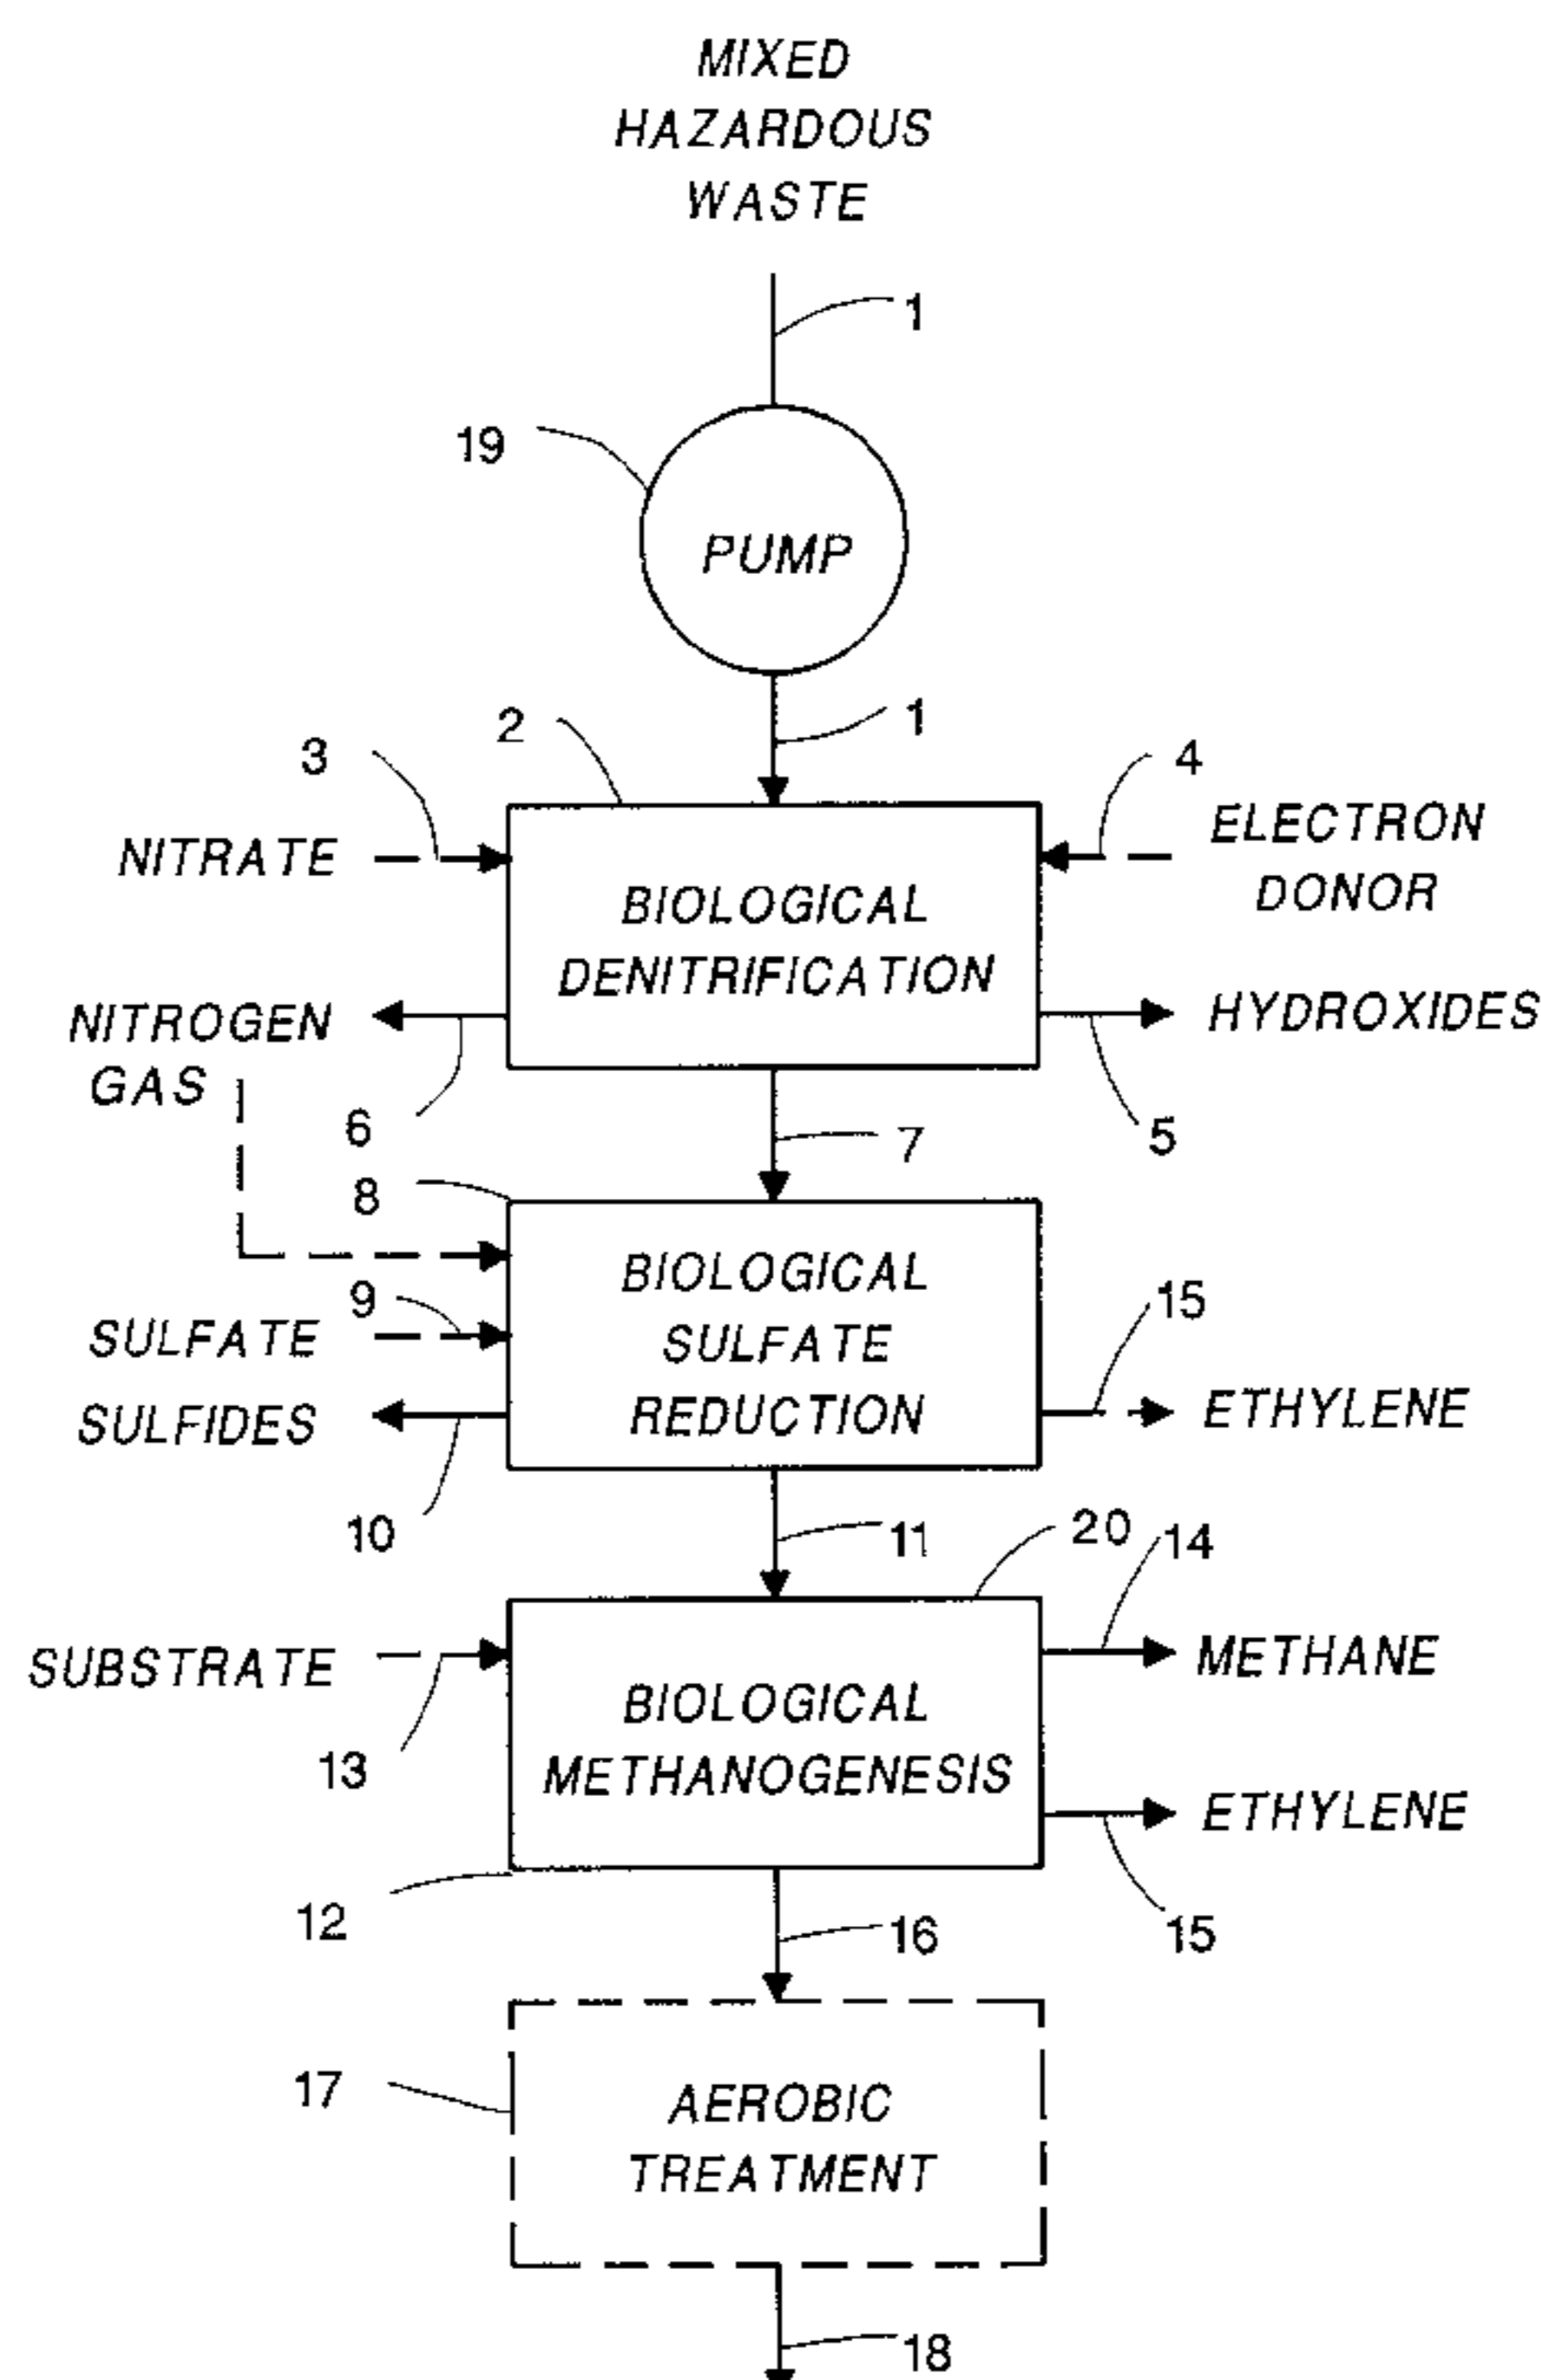 MIXED
HAZARDOUS
WASTE
1
19
PUMP
1
2
3
4
NITRATE
ELECTRON
DONOR
BIOLOGICAL
DENITRIFICATION
NITROGEN
GAS
HYDROXIDES
6
7
5
8
BIOLOGICAL
SULFATE
REDUCTION
9
15
SULFATE
SULFIDES
ETHYLENE
10
11
20
14
SUBSTRATE
METHANE
BIOLOGICAL
METHANOGENESIS
13
ETHYLENE
12
16
15
17
AEROBIC
TREATMENT
18